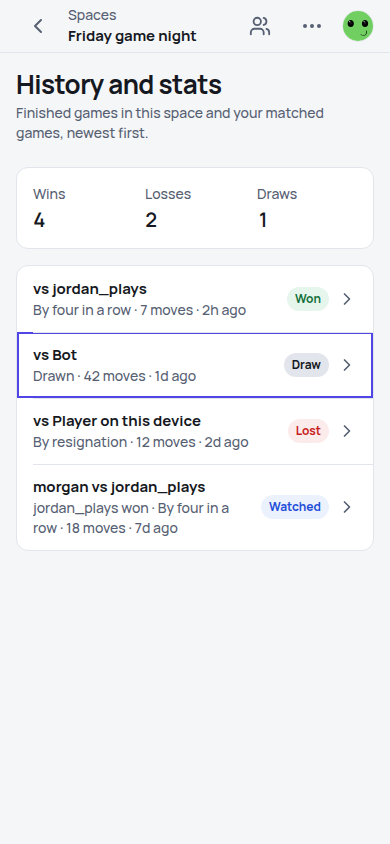 Spaces
Friday game night
History and stats
Finished games in this space and your matched
games, newest first.
Wins
Losses
Draws
4
2
1
vs jordan_plays
By four in a row · 7 moves · 2h ago
Won
vs Bot
Drawn · 42 moves · 1d ago
Draw
vs Player on this device
By resignation · 12 moves · 2d ago
Lost
morgan vs jordan_plays
jordan_plays won · By four in a
row · 18 moves · 7d ago
Watched